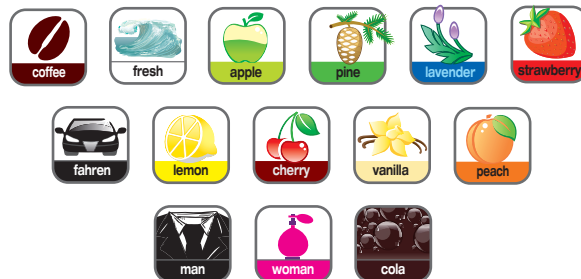 coffee
fresh
apple
pine
lavender
strawberry
fahren
lemon
cherry
vanilla
peach
man
woman
cola